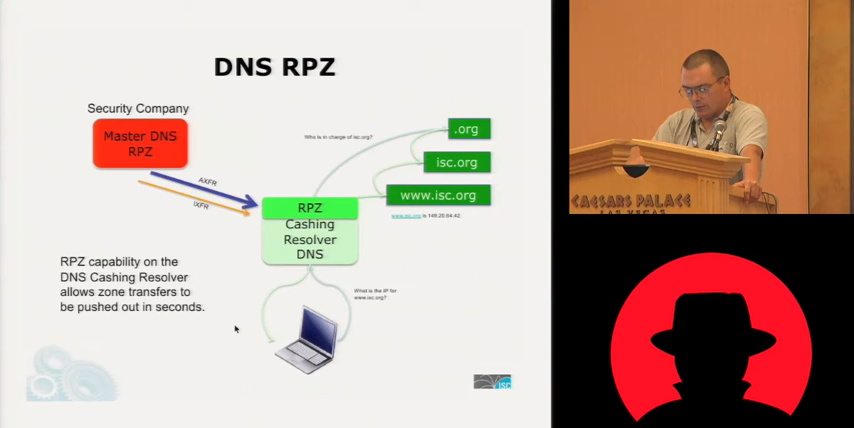 DNS RPZ
Security Company
Master DNS
RPZ
AXFR
IXFR
Who is in charge of isc.org?
.org
isc.org
www.isc.org
RPZ
Cashing
Resolver
DNS
RPZ capability on the
DNS Cashing Resolver
allows zone transfers to
be pushed out in seconds.
What is the IP for
www.isc.org?
isc
CAESARS PALACE
LAS VEGAS